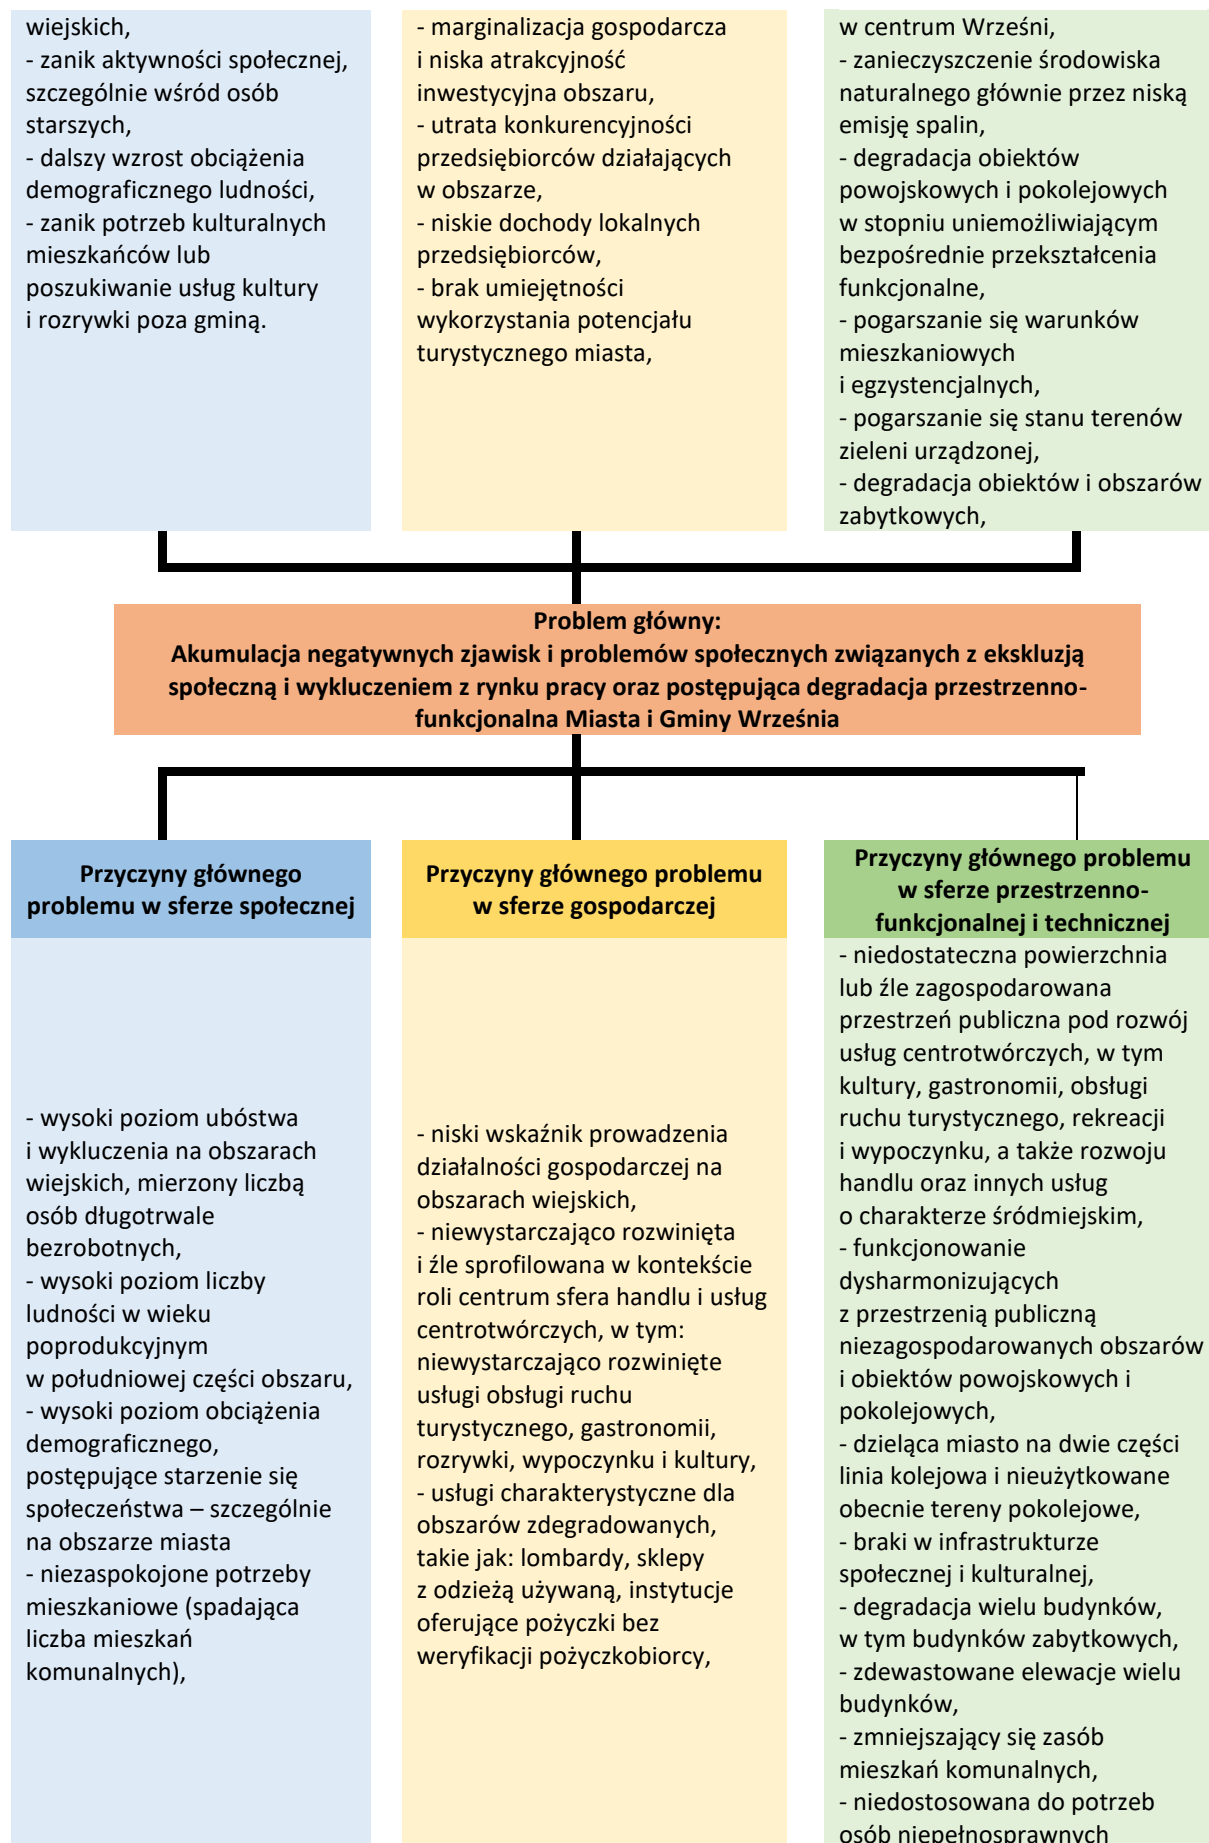 wiejskich,
- zanik aktywności społecznej,
szczególnie wśród osób
starszych,
- dalszy wzrost obciążenia
demograficznego ludności,
- zanik potrzeb kulturalnych
mieszkańców lub
poszukiwanie usług kultury
i rozrywki poza gminą.
- marginalizacja gospodarcza
i niska atrakcyjność
inwestycyjna obszaru,
- utrata konkurencyjności
przedsiębiorców działających
w obszarze,
- niskie dochody lokalnych
przedsiębiorców,
- brak umiejętności
wykorzystania potencjału
turystycznego miasta,
w centrum Wrześni,
- zanieczyszczenie środowiska
naturalnego głównie przez niską
emisję spalin,
- degradacja obiektów
powojskowych i pokolejowych
w stopniu uniemożliwiającym
bezpośrednie przekształcenia
funkcjonalne,
- pogarszanie się warunków
mieszkaniowych
i egzystencjalnych,
- pogarszanie się stanu terenów
zieleni urządzonej,
- degradacja obiektów i obszarów
zabytkowych,
Problem główny:
Akumulacja negatywnych zjawisk i problemów społecznych związanych z ekskluzją
społeczną i wykluczeniem z rynku pracy oraz postępująca degradacja przestrzenno-
funkcjonalna Miasta i Gminy Września
Przyczyny głównego
problemu w sferze społecznej
- wysoki poziom ubóstwa
i wykluczenia na obszarach
wiejskich, mierzony liczbą
osób długotrwale
bezrobotnych,
- wysoki poziom liczby
ludności w wieku
poprodukcyjnym
w południowej części obszaru,
- wysoki poziom obciążenia
demograficznego,
postępujące starzenie się
społeczeństwa – szczególnie
na obszarze miasta
- niezaspokojone potrzeby
mieszkaniowe (spadająca
liczba mieszkań
komunalnych),
Przyczyny głównego problemu
w sferze gospodarczej
- niski wskaźnik prowadzenia
działalności gospodarczej na
obszarach wiejskich,
- niewystarczająco rozwinięta
i źle sprofilowana w kontekście
roli centrum sfera handlu i usług
centrotwórczych, w tym:
niewystarczająco rozwinięte
usługi obsługi ruchu
turystycznego, gastronomii,
rozrywki, wypoczynku i kultury,
- usługi charakterystyczne dla
obszarów zdegradowanych,
takie jak: lombardy, sklepy
z odzieżą używaną, instytucje
oferujące pożyczki bez
weryfikacji pożyczkobiorcy,
Przyczyny głównego problemu
w sferze przestrzenno-
funkcjonalnej i technicznej
- niedostateczna powierzchnia
lub źle zagospodarowana
przestrzeń publiczna pod rozwój
usług centrotwórczych, w tym
kultury, gastronomii, obsługi
ruchu turystycznego, rekreacji
i wypoczynku, a także rozwoju
handlu oraz innych usług
o charakterze śródmiejskim,
- funkcjonowanie
dysharmonizujących
z przestrzenią publiczną
niezagospodarowanych obszarów
i obiektów powojskowych i
pokolejowych,
- dzieląca miasto na dwie części
linia kolejowa i nieużytkowane
obecnie tereny pokolejowe,
- braki w infrastrukturze
społecznej i kulturalnej,
- degradacja wielu budynków,
w tym budynków zabytkowych,
- zdewastowane elewacje wielu
budynków,
- zmniejszający się zasób
mieszkań komunalnych,
- niedostosowana do potrzeb
osób niepełnosprawnych